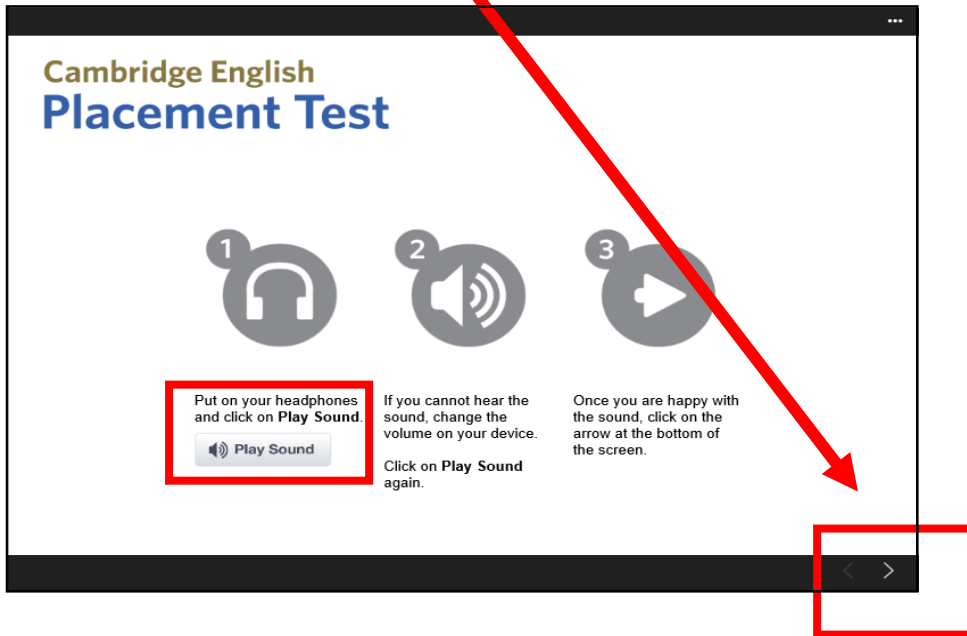 Cambridge English
Placement Test
1
2
3
Put on your headphones
and click on Play Sound.
Play Sound
If you cannot hear the
sound, change the
volume on your device.
Click on Play Sound
again.
Once you are happy with
the sound, click on the
arrow at the bottom of
the screen.